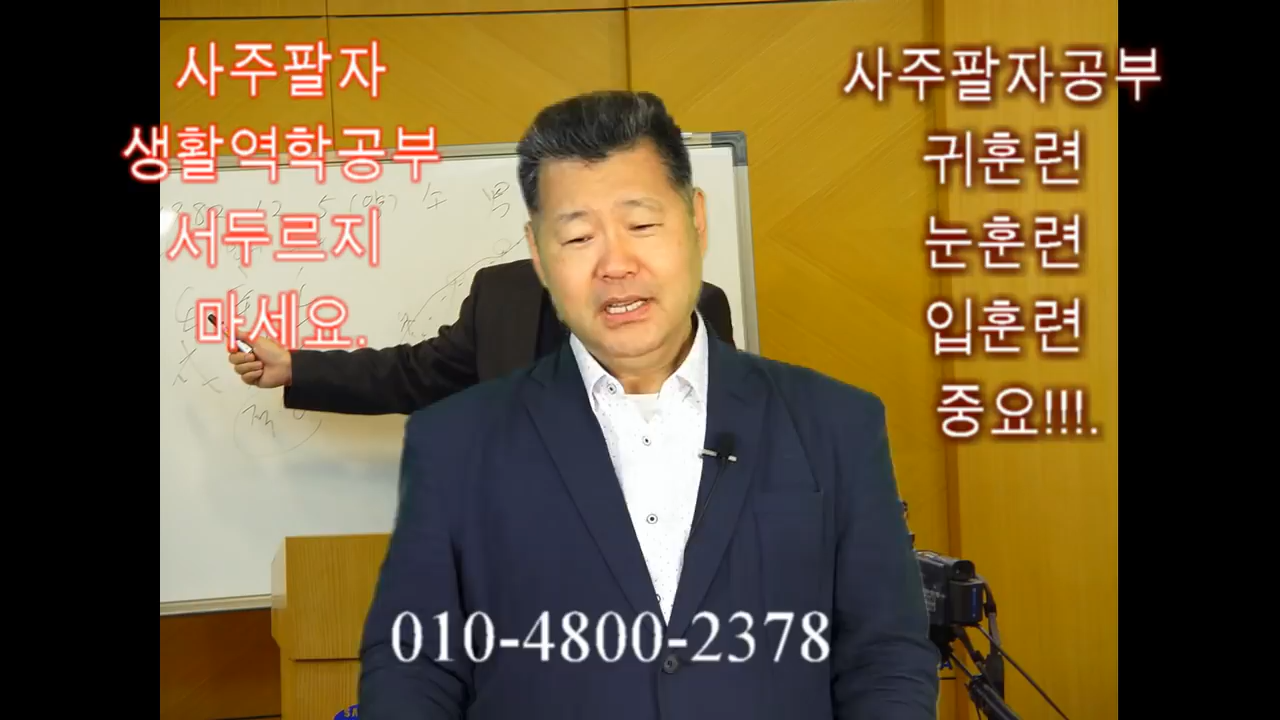 사주팔자
생활역학공부
서두르지
마세요.
사주팔자공부
귀훈련
눈훈련
입훈련
중요!!!.
010-4800-2378